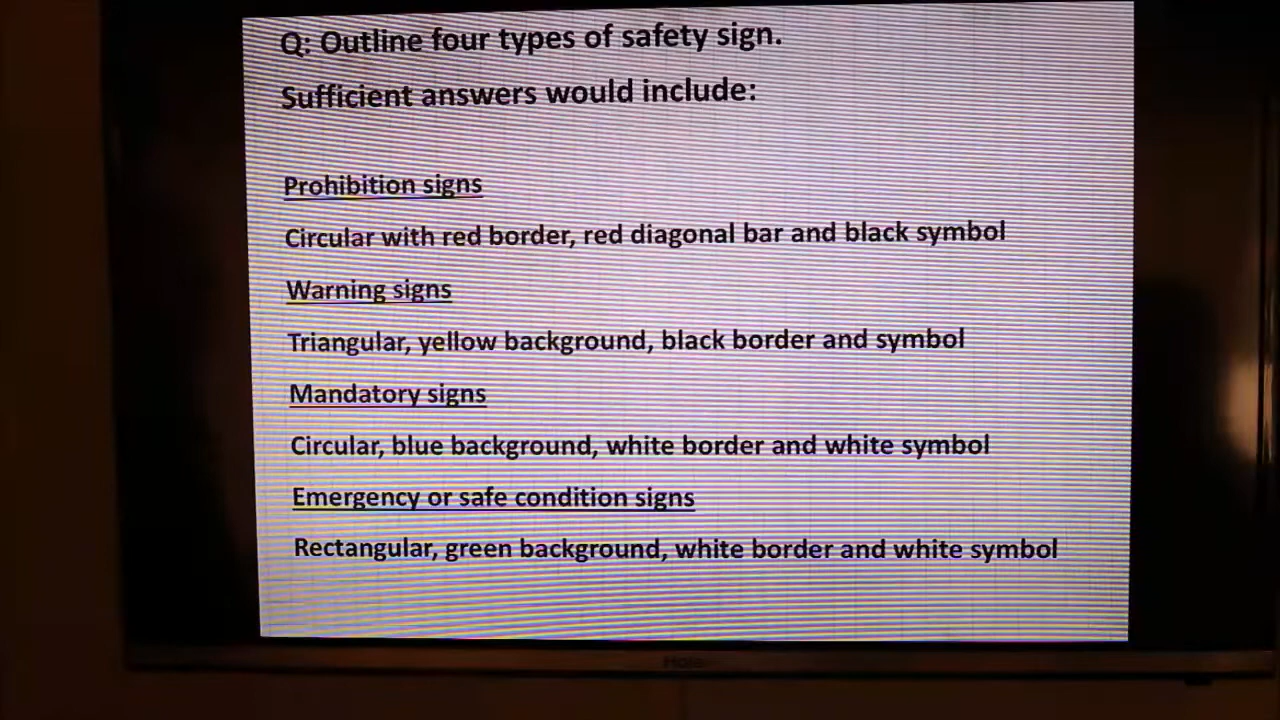 Q: Outline four types of safety sign.
Sufficient answers would include:
Prohibition signs
Circular with red border, red diagonal bar and black symbol
Warning signs
Triangular, yellow background, black border and symbol
Mandatory signs
Circular, blue background, white border and white symbol
Emergency or safe condition signs
Rectangular, green background, white border and white symbol